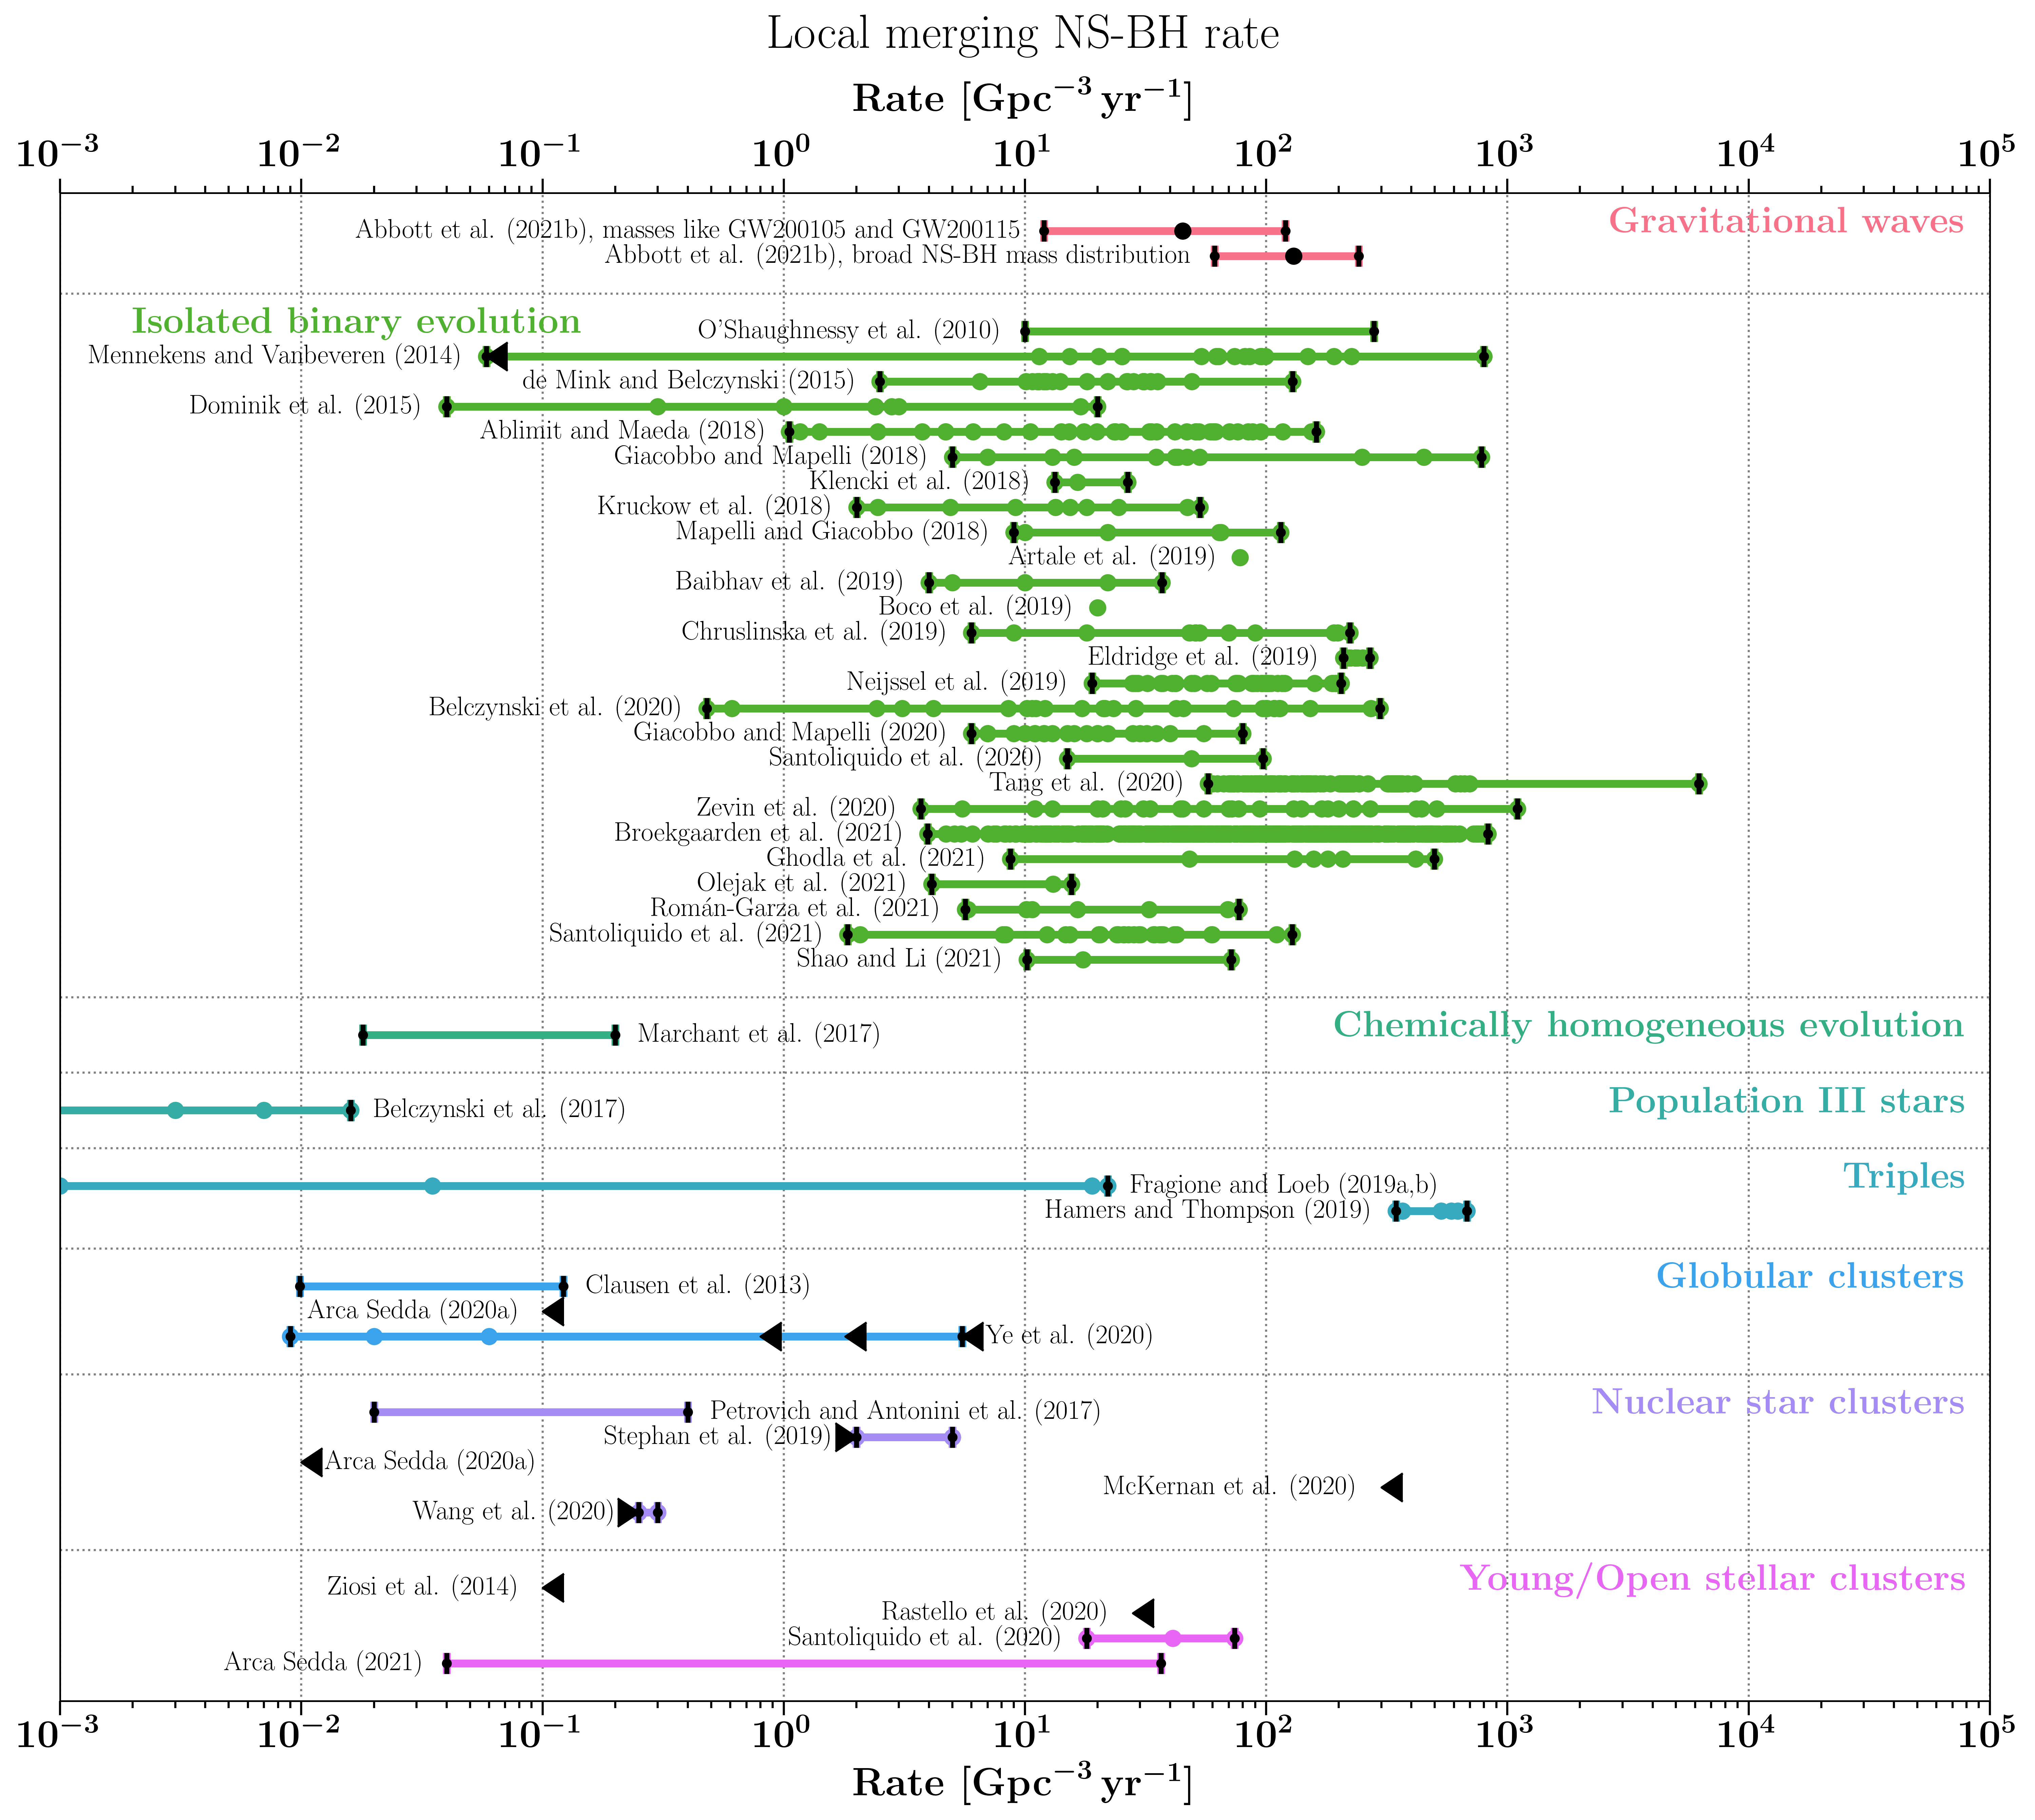 Local merging NS-BH rate
Rate [Gpc⁻³ yr⁻¹]
10⁻³ 10⁻² 10⁻¹ 10⁰ 10¹ 10² 10³ 10⁴ 10⁵
Gravitational waves
Abbott et al. (2021b), masses like GW200105 and GW200115
Abbott et al. (2021b), broad NS-BH mass distribution
Isolated binary evolution
O'Shaughnessy et al. (2010)
Mennekens and Vanbeveren (2014)
de Mink and Belczynski (2015)
Dominik et al. (2015)
Ablimit and Maeda (2018)
Giacobbo and Mapelli (2018)
Klencki et al. (2018)
Kruckow et al. (2018)
Mapelli and Giacobbo (2018)
Artale et al. (2019)
Baibhav et al. (2019)
Boco et al. (2019)
Chruslinska et al. (2019)
Eldridge et al. (2019)
Neijssel et al. (2019)
Belczynski et al. (2020)
Giacobbo and Mapelli (2020)
Santoliquido et al. (2020)
Tang et al. (2020)
Zevin et al. (2020)
Broekgaarden et al. (2021)
Ghodla et al. (2021)
Olejak et al. (2021)
Román-Garza et al. (2021)
Santoliquido et al. (2021)
Shao and Li (2021)
Chemically homogeneous evolution
Marchant et al. (2017)
Population III stars
Belczynski et al. (2017)
Triples
Fragione and Loeb (2019a,b)
Hamers and Thompson (2019)
Globular clusters
Clausen et al. (2013)
Arca Sedda (2020a)
Ye et al. (2020)
Nuclear star clusters
Petrovich and Antonini et al. (2017)
Stephan et al. (2019)
Arca Sedda (2020a)
McKernan et al. (2020)
Wang et al. (2020)
Young/Open stellar clusters
Ziosi et al. (2014)
Rastello et al. (2020)
Santoliquido et al. (2020)
Arca Sedda (2021)
10⁻³ 10⁻² 10⁻¹ 10⁰ 10¹ 10² 10³ 10⁴ 10⁵
Rate [Gpc⁻³ yr⁻¹]